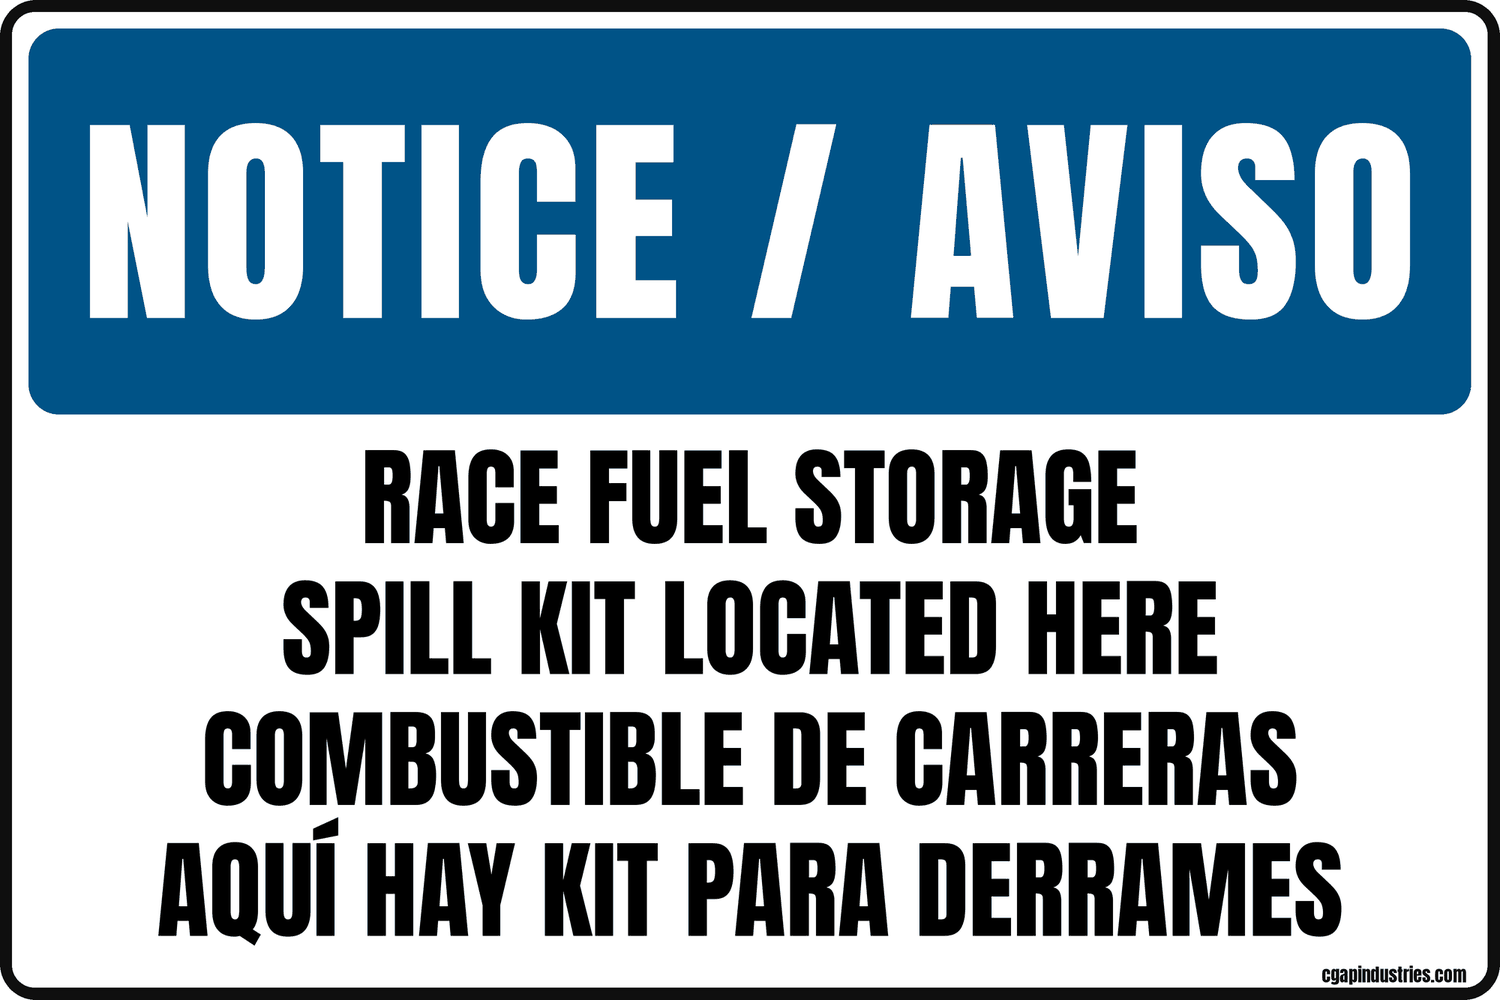 NOTICE / AVISO
RACE FUEL STORAGE
SPILL KIT LOCATED HERE
COMBUSTIBLE DE CARRERAS
AQUÍ HAY KIT PARA DERRAMES
cgapindustries.com